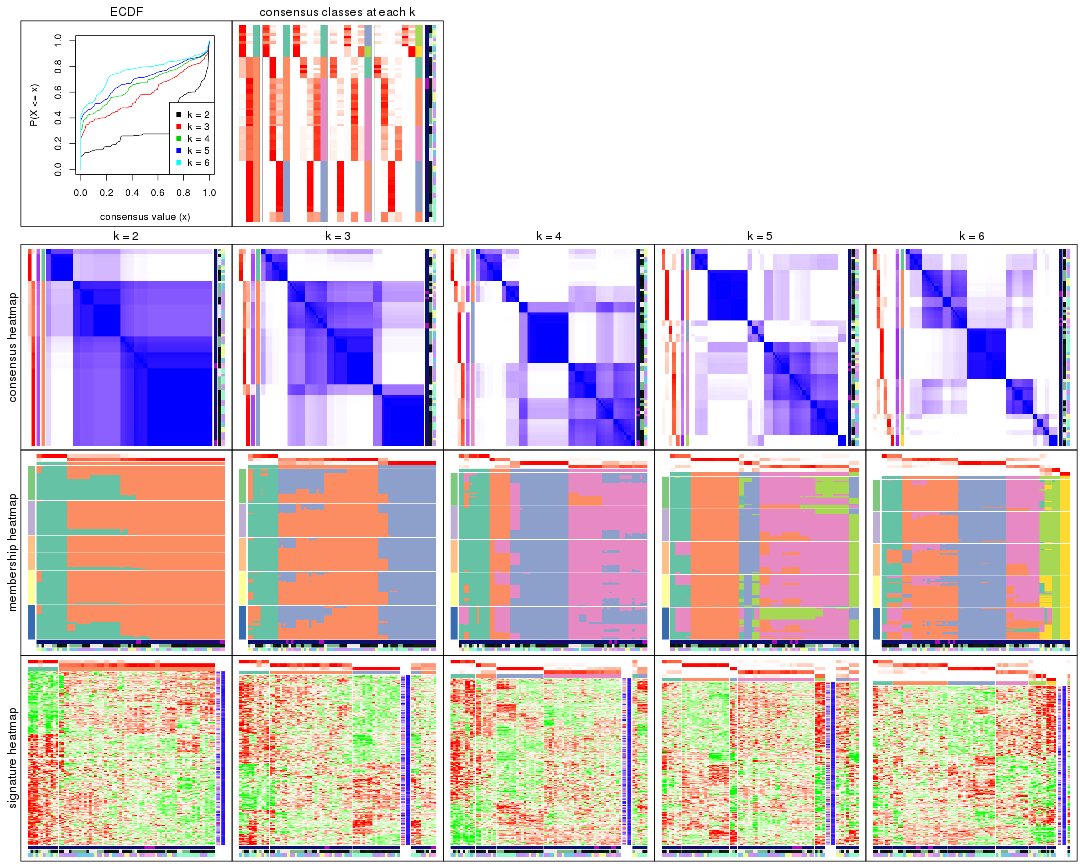 ECDF
consensus classes at each k
P(X <= x)
0.0
0.2
0.4
0.6
0.8
1.0
k = 2
k = 3
k = 4
k = 5
k = 6
0.0 0.2 0.4 0.6 0.8 1.0
consensus value (x)
k = 2
k = 3
k = 4
k = 5
k = 6
consensus heatmap
membership heatmap
signature heatmap